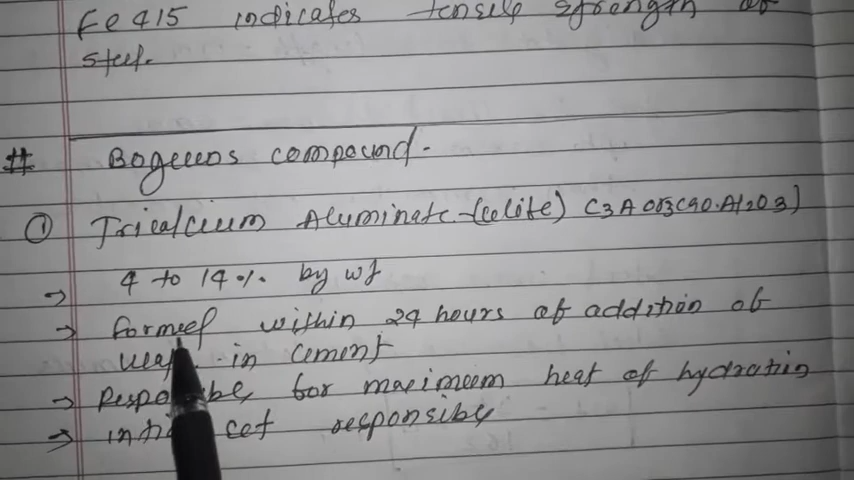 Fe 415 indicates tensile strength of
steel.
# Bogeues compound.
① Tricalcium Aluminate (celite) C3A or 3CaO.Al2O3)
→ 4 to 14% by wt
→ formed within 24 hours of addition of
in cement
→ for maximum heat of hydration
→ set responsible